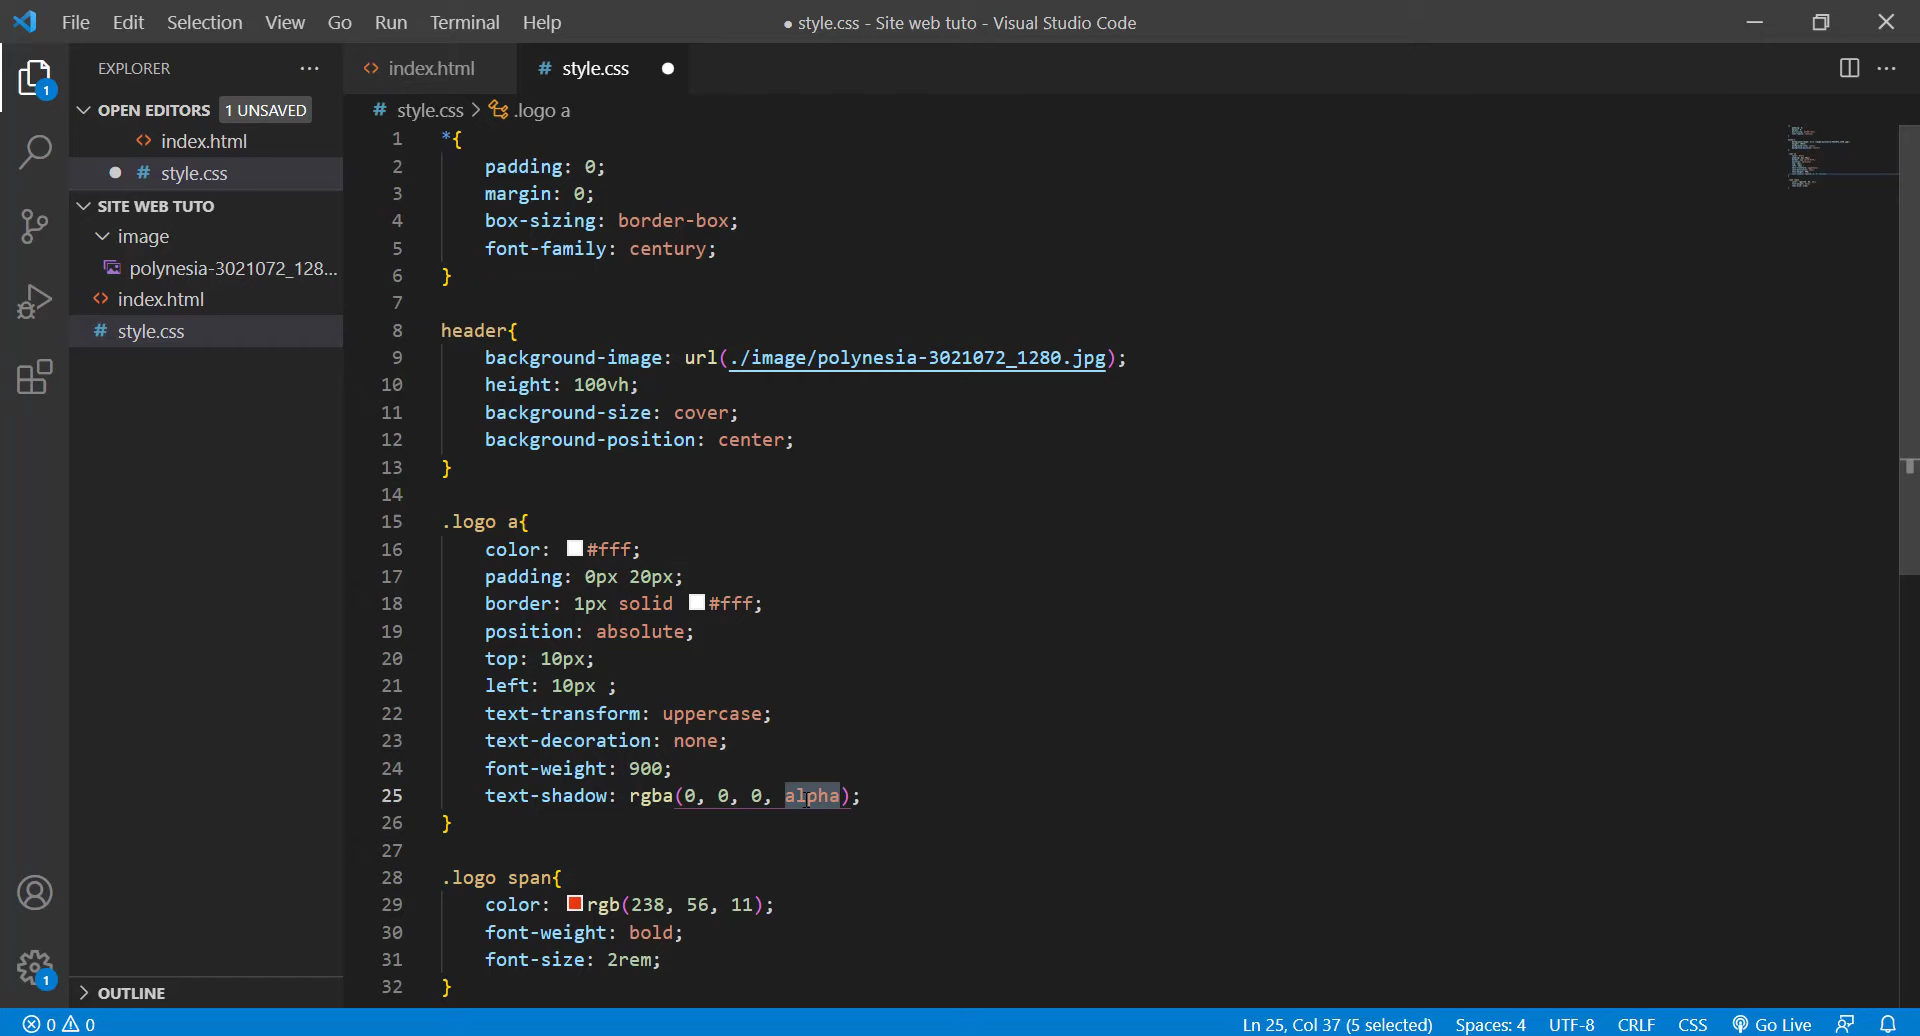 File Edit Selection View Go Run Terminal Help
● style.css - Site web tuto - Visual Studio Code
EXPLORER
OPEN EDITORS 1 UNSAVED
index.html
style.css
SITE WEB TUTO
image
polynesia-3021072_128...
index.html
style.css
OUTLINE
1
1
index.html
style.css
style.css > .logo a
1 *{
2 padding: 0;
3 margin: 0;
4 box-sizing: border-box;
5 font-family: century;
6 }
7
8 header{
9 background-image: url(./image/polynesia-3021072_1280.jpg);
10 height: 100vh;
11 background-size: cover;
12 background-position: center;
13 }
14
15 .logo a{
16 color: #fff;
17 padding: 0px 20px;
18 border: 1px solid #fff;
19 position: absolute;
20 top: 10px;
21 left: 10px ;
22 text-transform: uppercase;
23 text-decoration: none;
24 font-weight: 900;
25 text-shadow: rgba(0, 0, 0, alpha);
26 }
27
28 .logo span{
29 color: rgb(238, 56, 11);
30 font-weight: bold;
31 font-size: 2rem;
32 }
0 0
Ln 25, Col 37 (5 selected) Spaces: 4 UTF-8 CRLF CSS Go Live